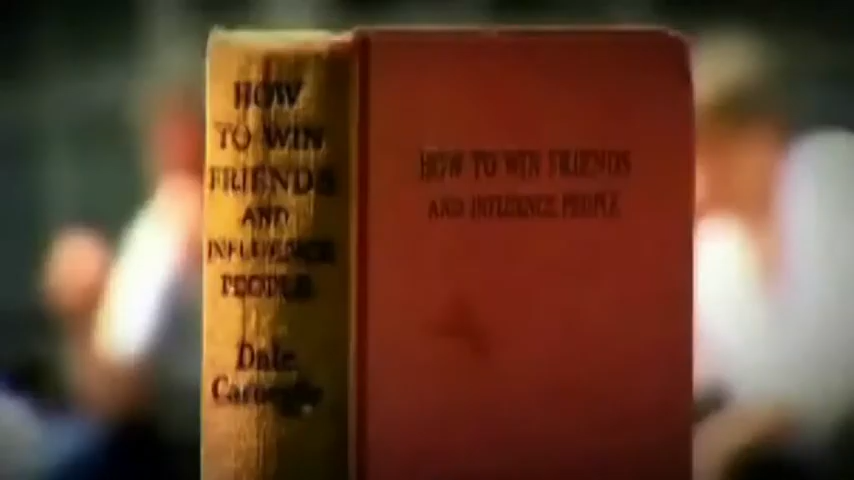 HOW
TO WIN
FRIENDS
AND
INFLUENCE
PEOPLE
Dale
Carnegie
HOW TO WIN FRIENDS
AND INFLUENCE PEOPLE